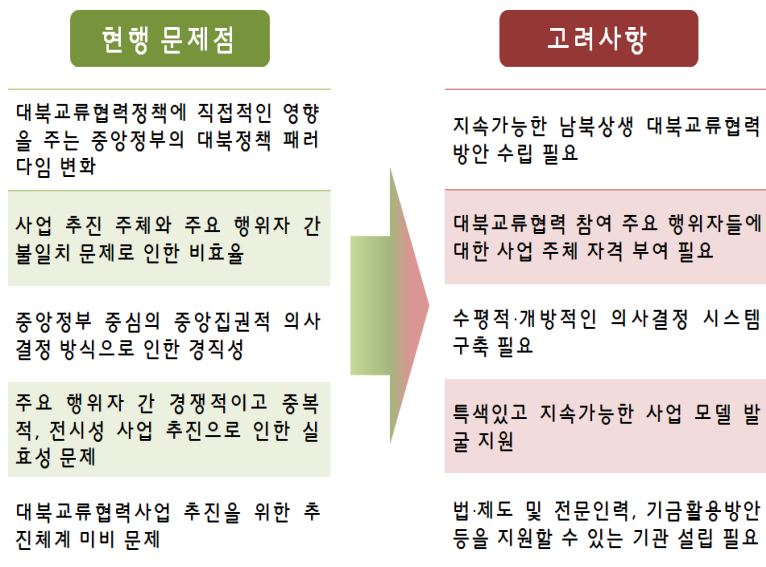 현행 문제점
대북교류협력정책에 직접적인 영향
을 주는 중앙정부의 대북정책 패러
다임 변화
사업 추진 주체와 주요 행위자 간
불일치 문제로 인한 비효율
중앙정부 중심의 중앙집권적 의사
결정 방식으로 인한 경직성
주요 행위자 간 경쟁적이고 중복
적, 전시성 사업 추진으로 인한 실
효성 문제
대북교류협력사업 추진을 위한 추
진체계 미비 문제
고려사항
지속가능한 남북상생 대북교류협력
방안 수립 필요
대북교류협력 참여 주요 행위자들에
대한 사업 주체 자격 부여 필요
수평적·개방적인 의사결정 시스템
구축 필요
특색있고 지속가능한 사업 모델 발
굴 지원
법·제도 및 전문인력, 기금활용방안
등을 지원할 수 있는 기관 설립 필요